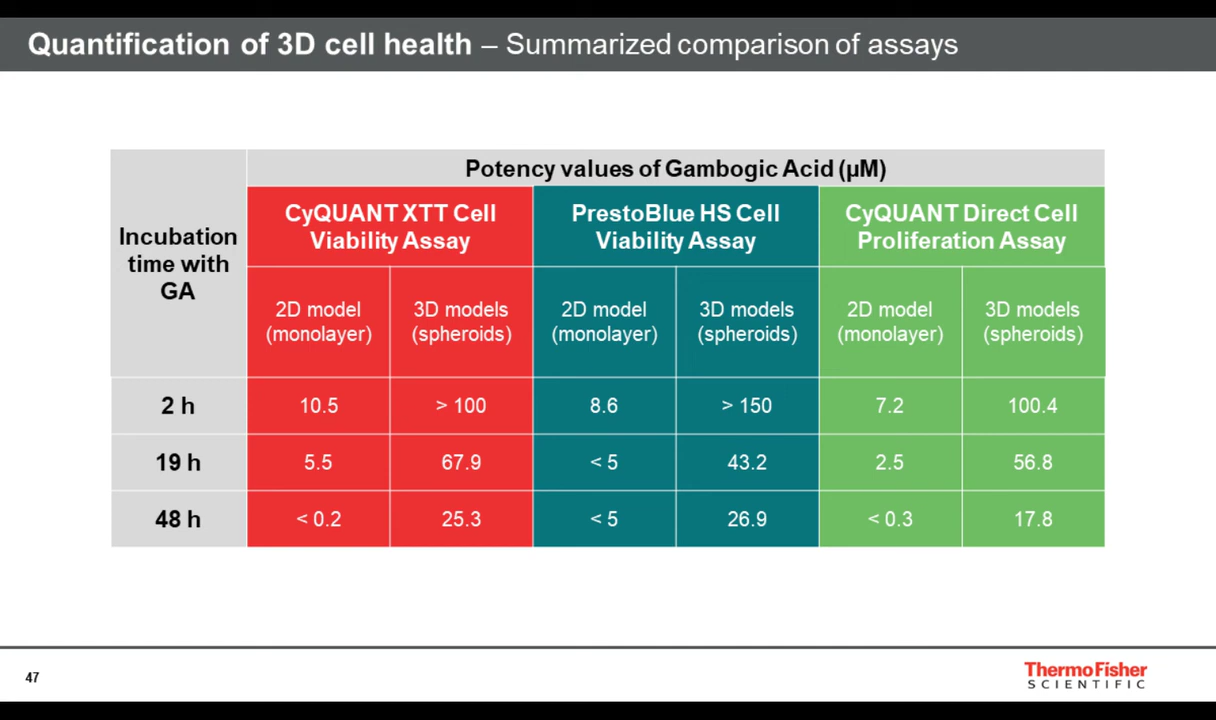 Quantification of 3D cell health – Summarized comparison of assays
Incubation
time with
GA
Potency values of Gambogic Acid (µM)
CyQUANT XTT Cell
Viability Assay
PrestoBlue HS Cell
Viability Assay
CyQUANT Direct Cell
Proliferation Assay
2D model
(monolayer)
3D models
(spheroids)
2D model
(monolayer)
3D models
(spheroids)
2D model
(monolayer)
3D models
(spheroids)
2 h 10.5 > 100 8.6 > 150 7.2 100.4
19 h 5.5 67.9 < 5 43.2 2.5 56.8
48 h < 0.2 25.3 < 5 26.9 < 0.3 17.8
47
ThermoFisher
SCIENTIFIC